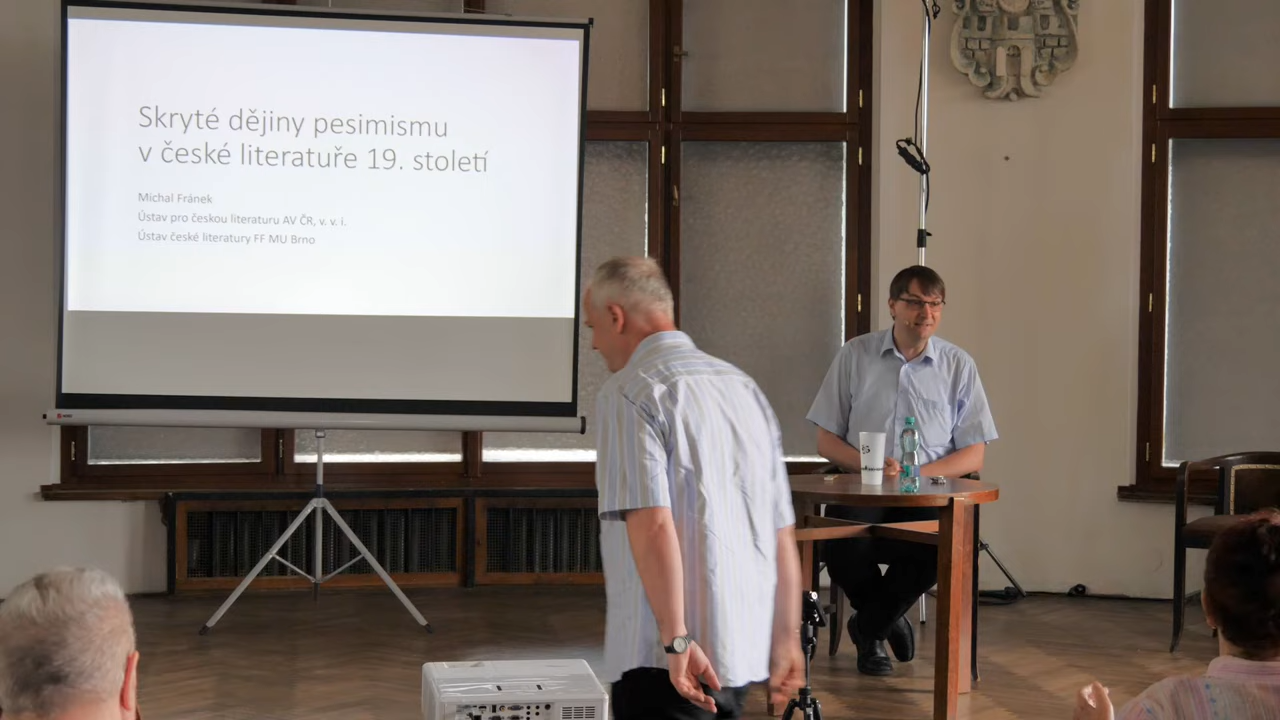 Skryté dějiny pesimismu
v české literatuře 19. století
Michal Fránek
Ústav pro českou literaturu AV ČR, v. v. i.
Ústav české literatury FF MU Brno